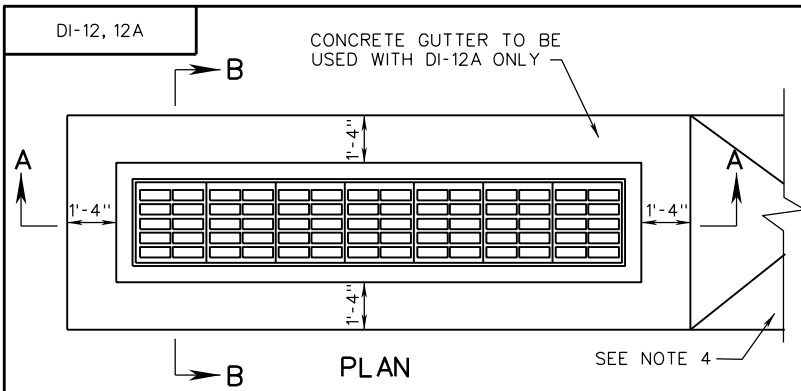 DI-12, 12A
CONCRETE GUTTER TO BE
USED WITH DI-12A ONLY
B
A
A
1'-4"
1'-4"
1'-4"
1'-4"
B
PLAN
SEE NOTE 4